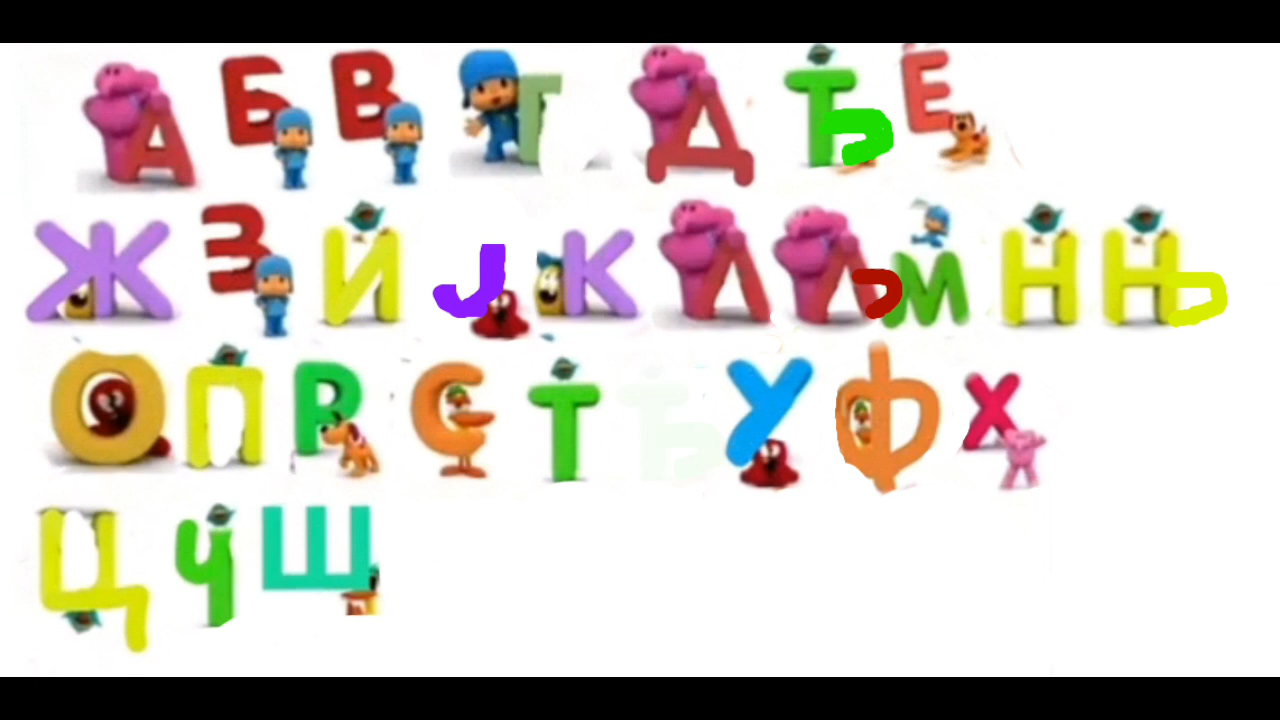 А Б В Г Д Ђ Е
Ж З И Ј К Л Љ М Н Њ
О П Р С Т У Ф Х
Ц Ч Ш